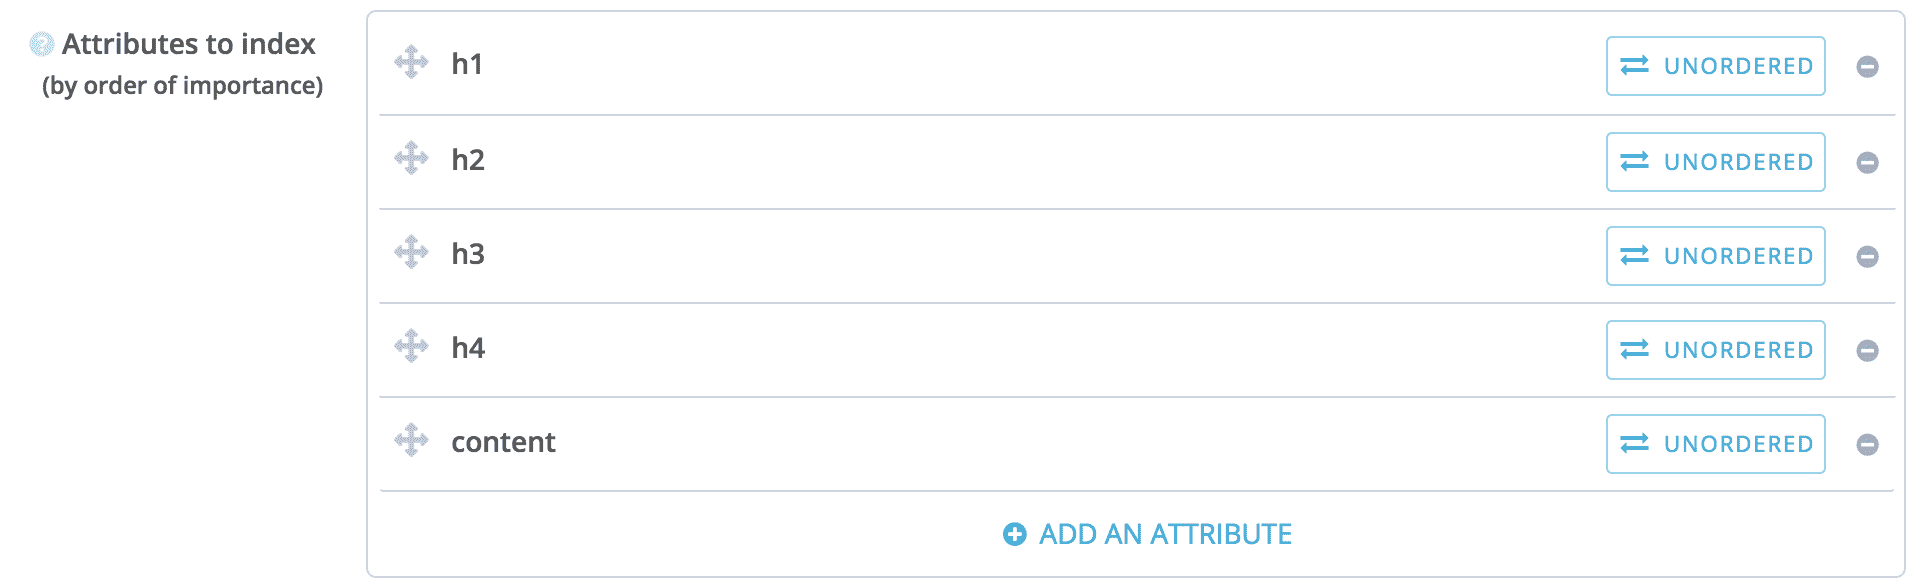 Attributes to index
(by order of importance)
h1 UNORDERED
h2 UNORDERED
h3 UNORDERED
h4 UNORDERED
content UNORDERED
ADD AN ATTRIBUTE